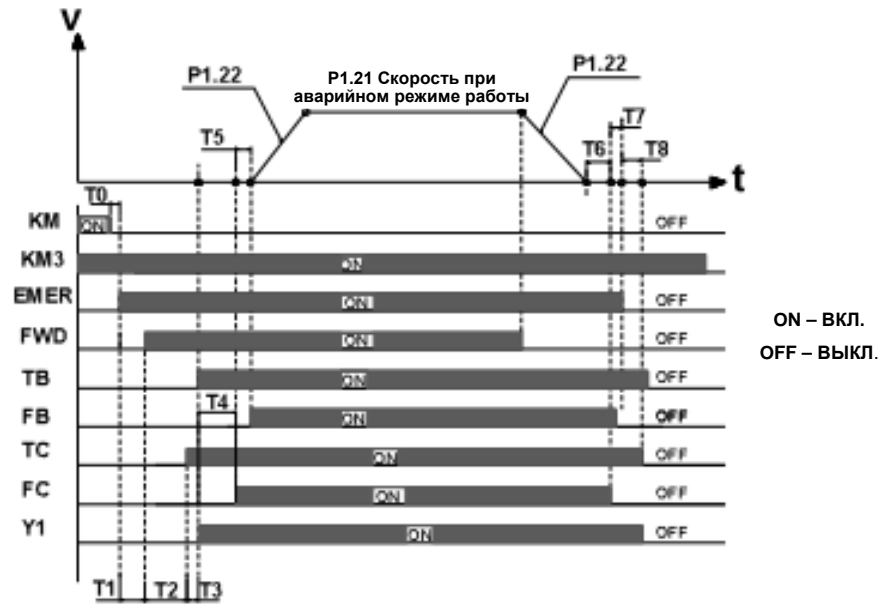 V
P1.22
P1.21 Скорость при
аварийном режиме работы
P1.22
T5
T7
T6
T8
t
T0
KM
ON
OFF
KM3
ON
EMER
ON
OFF
FWD
ON
OFF
TB
ON
OFF
T4
FB
ON
OFF
TC
ON
OFF
FC
ON
OFF
Y1
ON
OFF
T1
T2
T3
ON – ВКЛ.
OFF – ВЫКЛ.